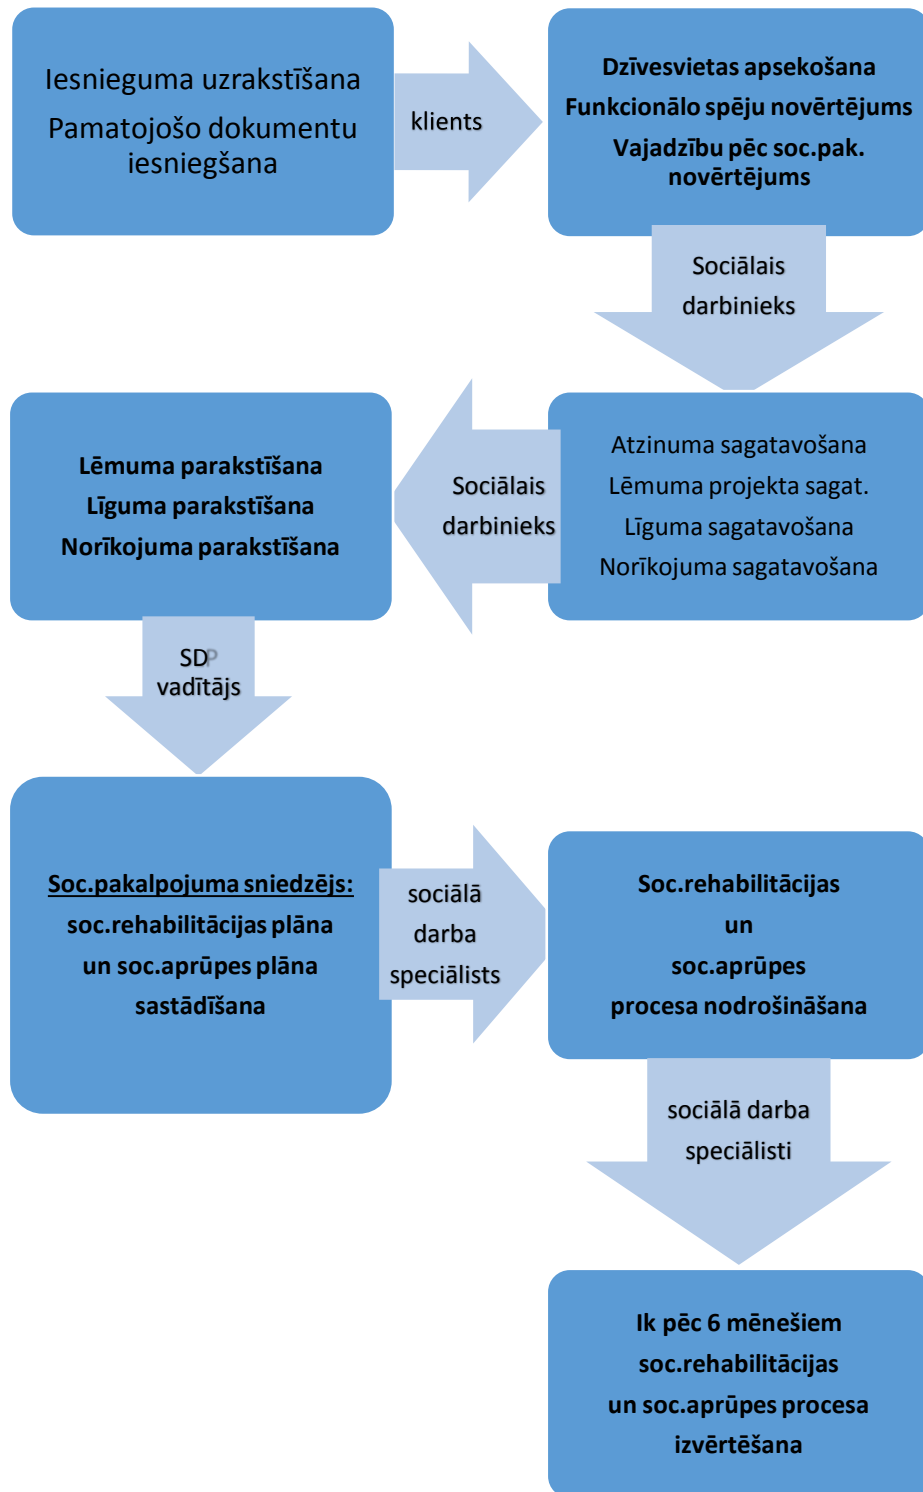 Iesnieguma uzrakstīšana
Pamatojošo dokumentu
iesniegšana
klients
Dzīvesvietas apsekošana
Funkcionālo spēju novērtējums
Vajadzību pēc soc.pak.
novērtējums
Sociālais
darbinieks
Atzinuma sagatavošana
Lēmuma projekta sagat.
Līguma sagatavošana
Norīkojuma sagatavošana
Sociālais
darbinieks
Lēmuma parakstīšana
Līguma parakstīšana
Norīkojuma parakstīšana
SDP
vadītājs
Soc.pakalpojuma sniedzējs:
soc.rehabilitācijas plāna
un soc.aprūpes plāna
sastādīšana
sociālā
darba
speciālists
Soc.rehabilitācijas
un
soc.aprūpes
procesa nodrošināšana
sociālā darba
speciālisti
Ik pēc 6 mēnešiem
soc.rehabilitācijas
un soc.aprūpes procesa
izvērtēšana